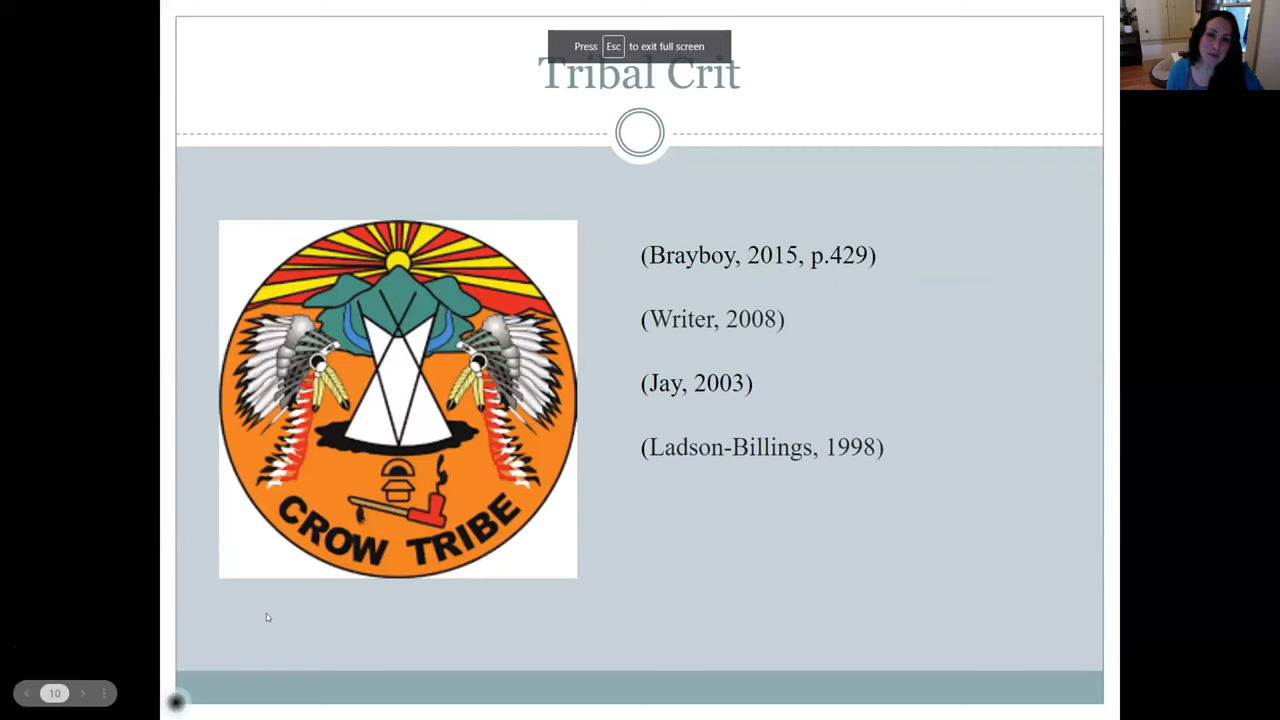 Press Esc to exit full screen
Tribal Crit
(Brayboy, 2015, p.429)
(Writer, 2008)
(Jay, 2003)
(Ladson-Billings, 1998)
CROW TRIBE
10